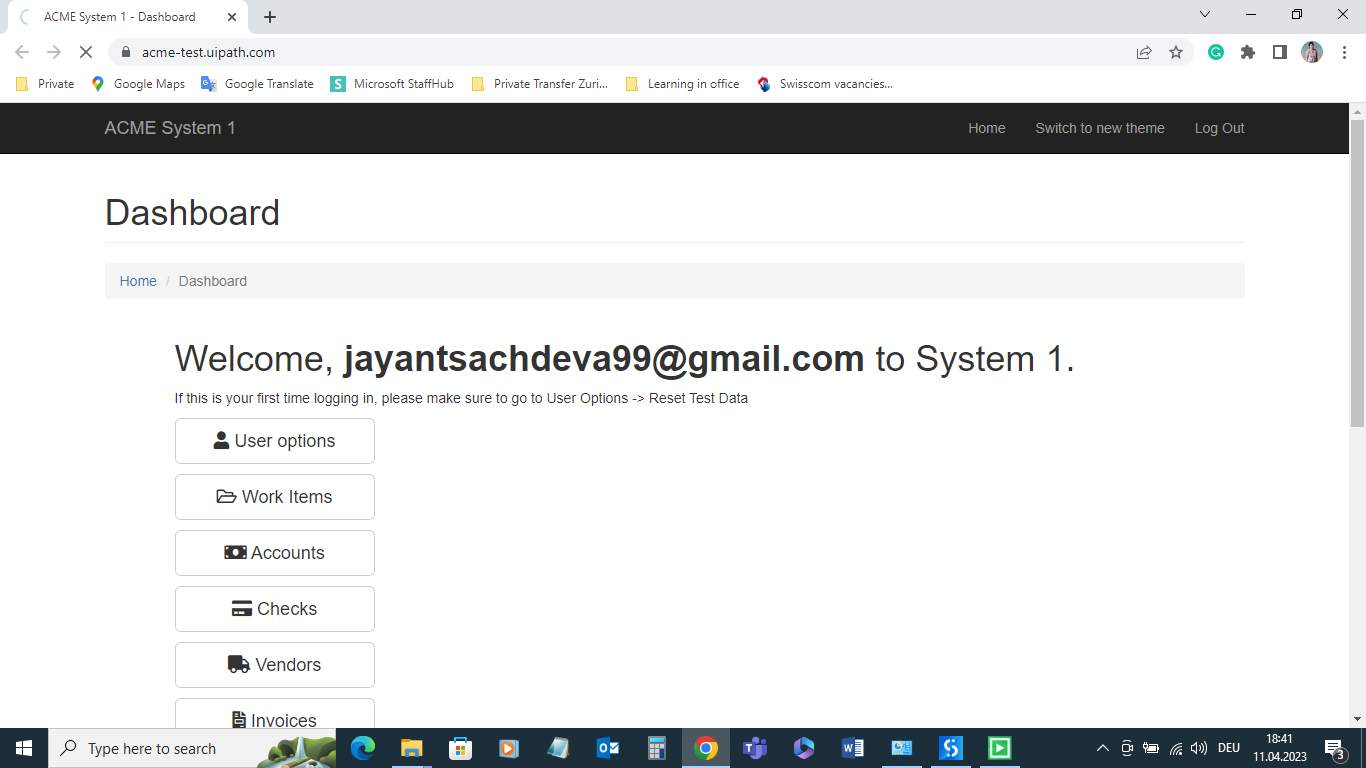 ACME System 1 - Dashboard
acme-test.uipath.com
Private
Google Maps
Google Translate
Microsoft StaffHub
Private Transfer Zuri...
Learning in office
Swisscom vacancies...
ACME System 1
Home
Switch to new theme
Log Out
Dashboard
Home / Dashboard
Welcome, jayantsachdeva99@gmail.com to System 1.
If this is your first time logging in, please make sure to go to User Options -> Reset Test Data
User options
Work Items
Accounts
Checks
Vendors
Invoices
Type here to search
DEU
18:41
11.04.2023
3